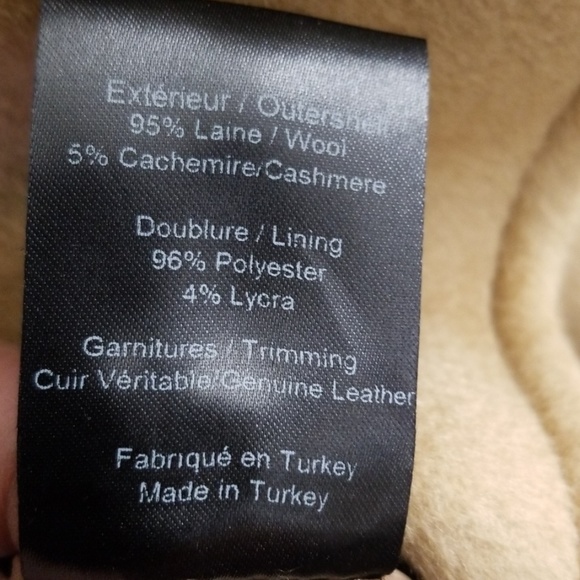 Extérieur / Outershell
95% Laine / Wool
5% Cachemire/Cashmere
Doublure / Lining
96% Polyester
4% Lycra
Garnitures / Trimming
Cuir Véritable/Genuine Leather
Fabriqué en Turkey
Made in Turkey